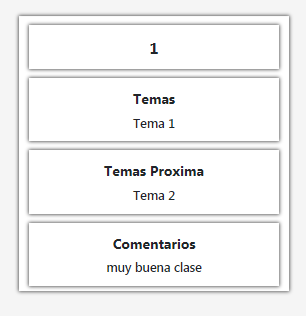 1
Temas
Tema 1
Temas Proxima
Tema 2
Comentarios
muy buena clase